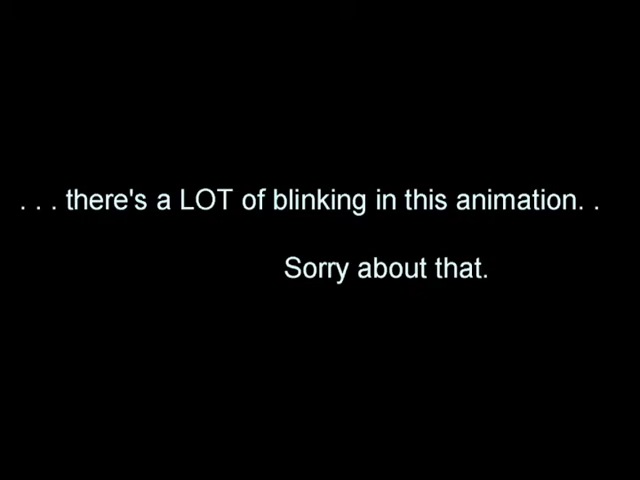 . . . there's a LOT of blinking in this animation. .
Sorry about that.